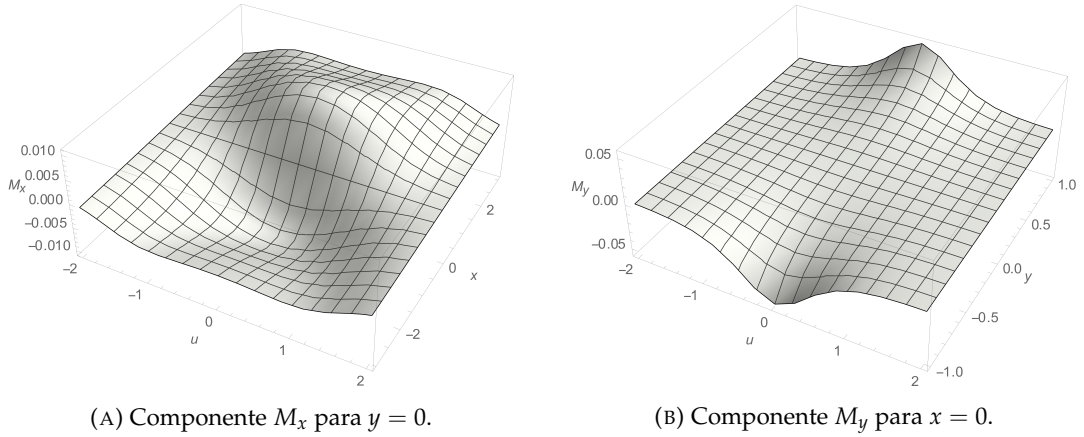 0.010
0.005
M_x 0.000
−0.005
−0.010
−2
−1
0
u
1
2
−2
0
x
2
0.05
M_y 0.00
−0.05
−2
−1
0
u
1
2
−1.0
−0.5
0.0 y
0.5
1.0
(A) Componente M_x para y = 0.
(B) Componente M_y para x = 0.